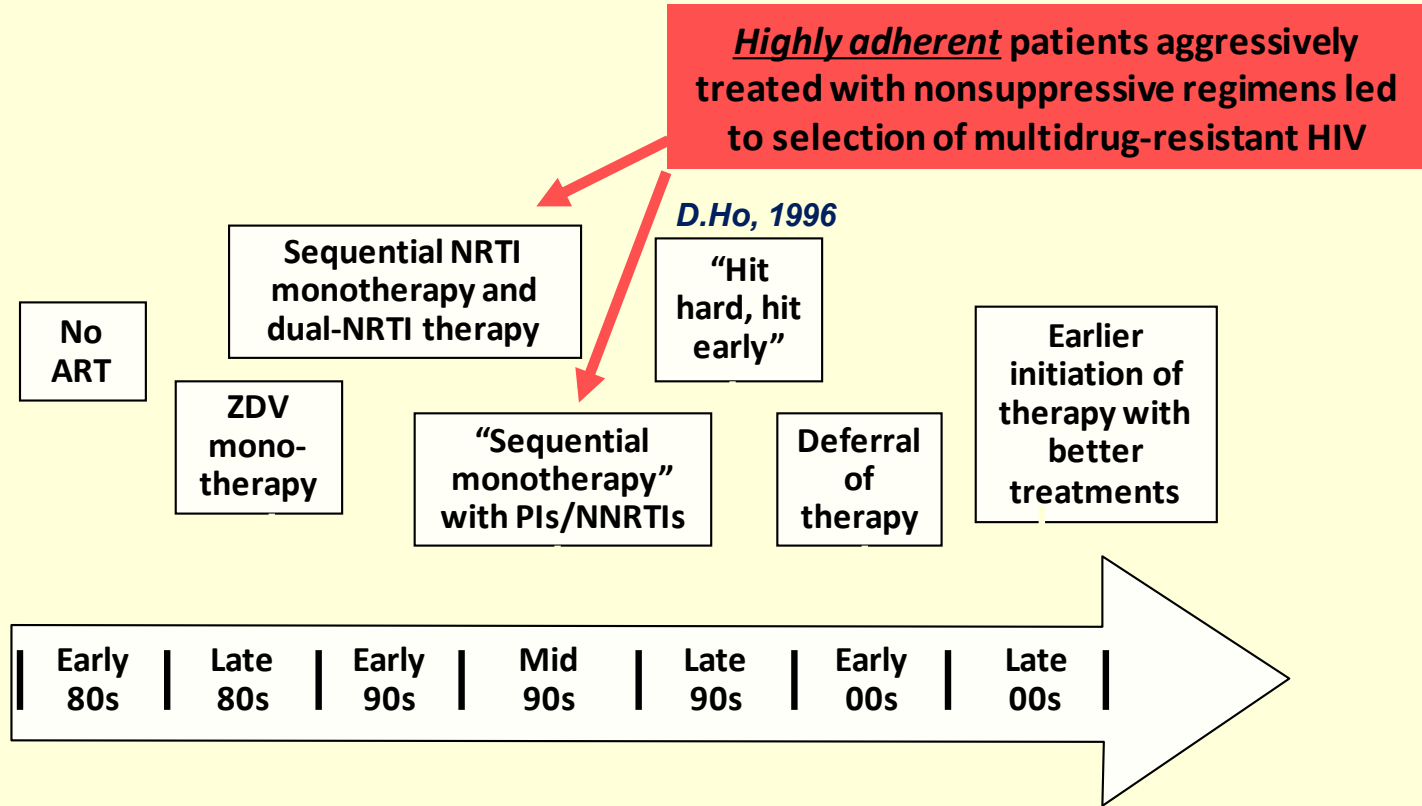 Highly adherent patients aggressively
treated with nonsuppressive regimens led
to selection of multidrug-resistant HIV
D.Ho, 1996
No
ART
ZDV
mono-
therapy
Sequential NRTI
monotherapy and
dual-NRTI therapy
“Sequential
monotherapy”
with PIs/NNRTIs
“Hit
hard, hit
early”
Deferral
of
therapy
Earlier
initiation of
therapy with
better
treatments
Early
80s
Late
80s
Early
90s
Mid
90s
Late
90s
Early
00s
Late
00s